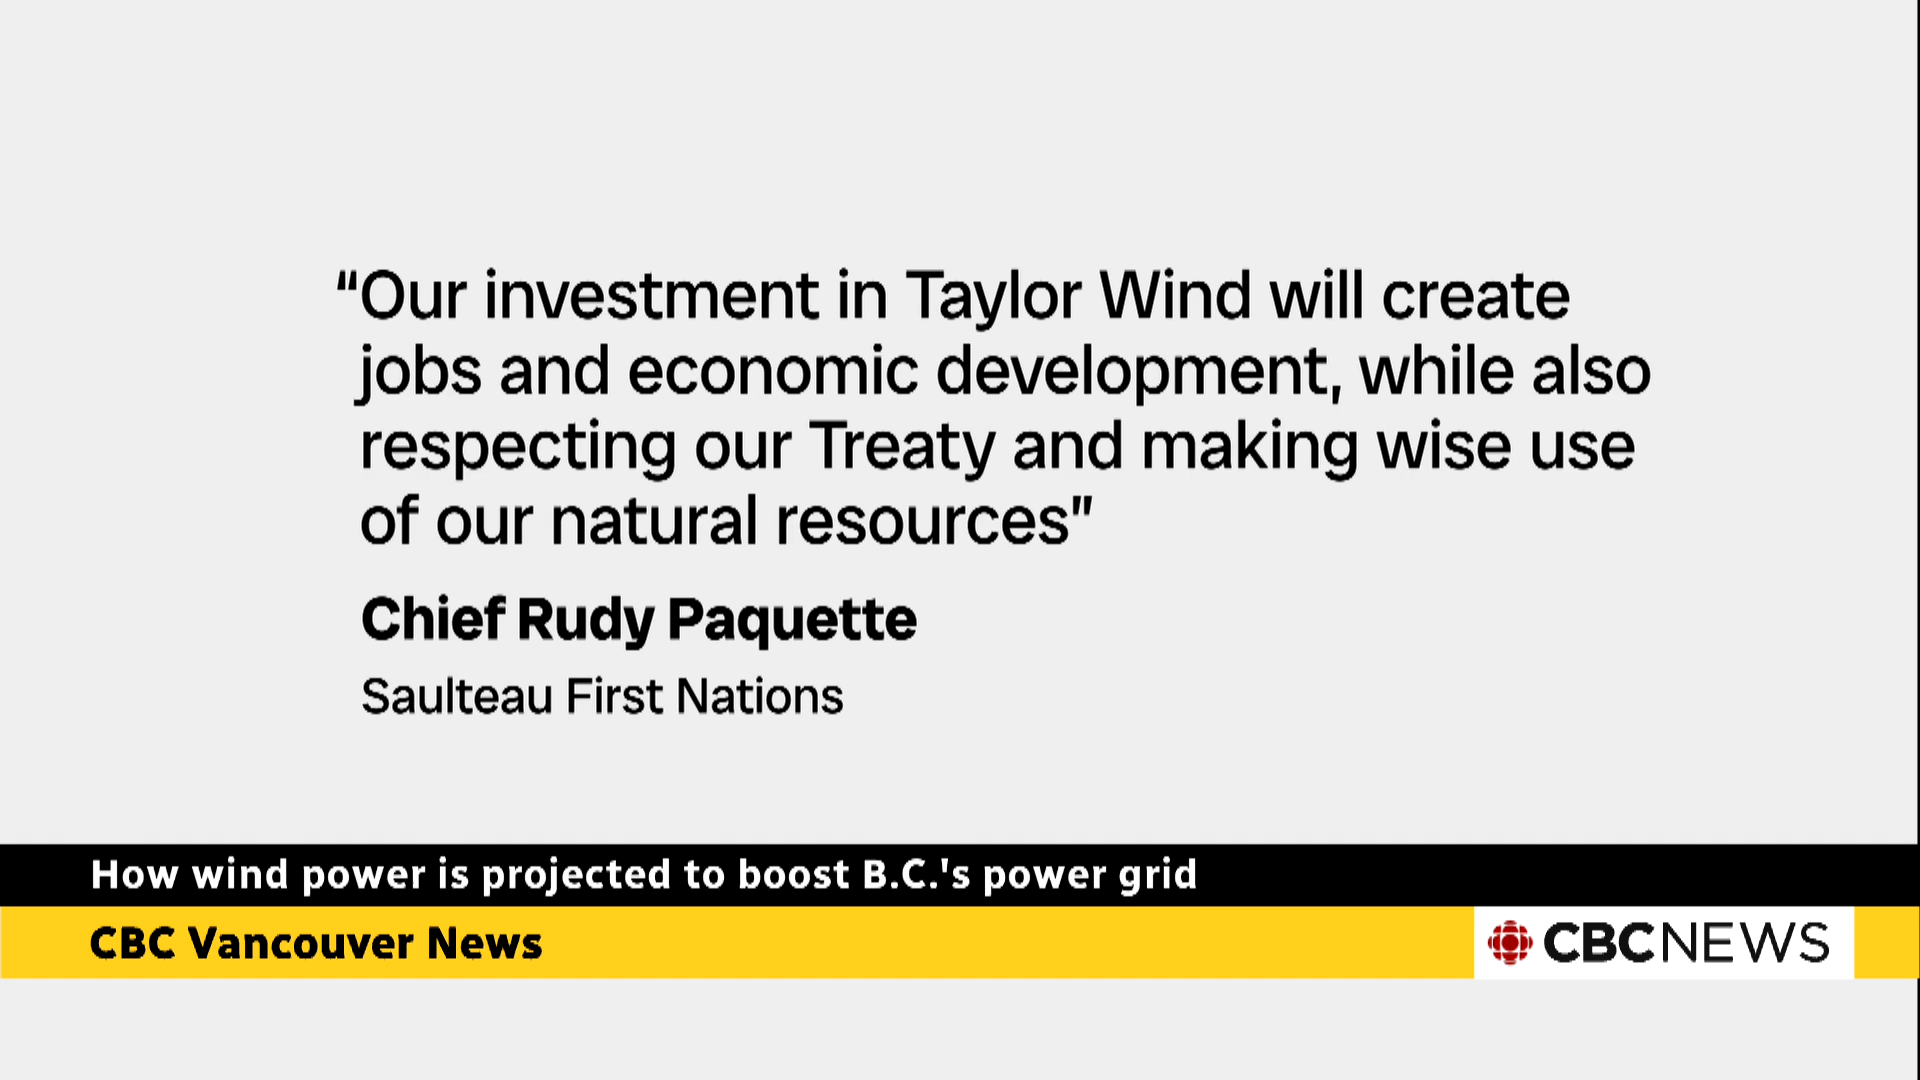 “Our investment in Taylor Wind will create
jobs and economic development, while also
respecting our Treaty and making wise use
of our natural resources”
Chief Rudy Paquette
Saulteau First Nations
How wind power is projected to boost B.C.'s power grid
CBC Vancouver News
CBCNEWS